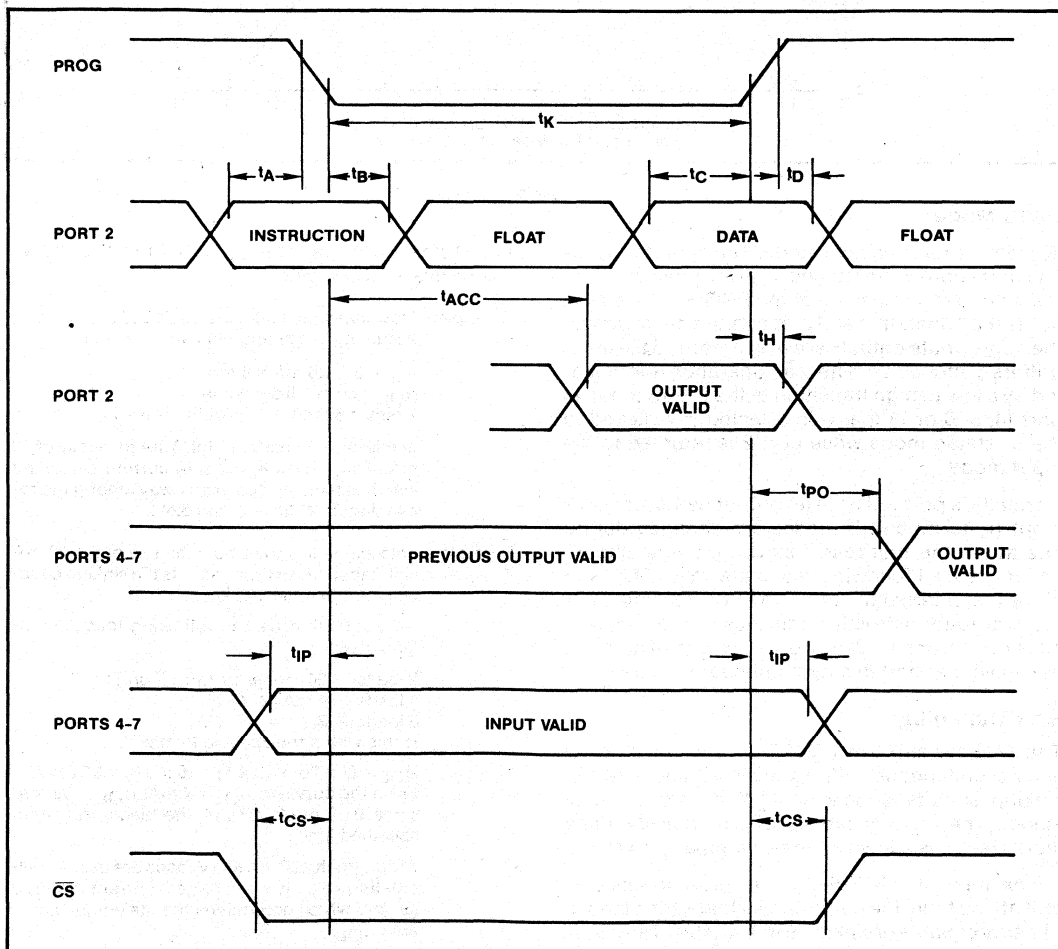 PROG
tK
tA
tB
tC
tD
PORT 2
INSTRUCTION
FLOAT
DATA
FLOAT
tACC
tH
PORT 2
OUTPUT
VALID
tPO
PORTS 4-7
PREVIOUS OUTPUT VALID
OUTPUT
VALID
tIP
tIP
PORTS 4-7
INPUT VALID
tCS
tCS
C̅S̅